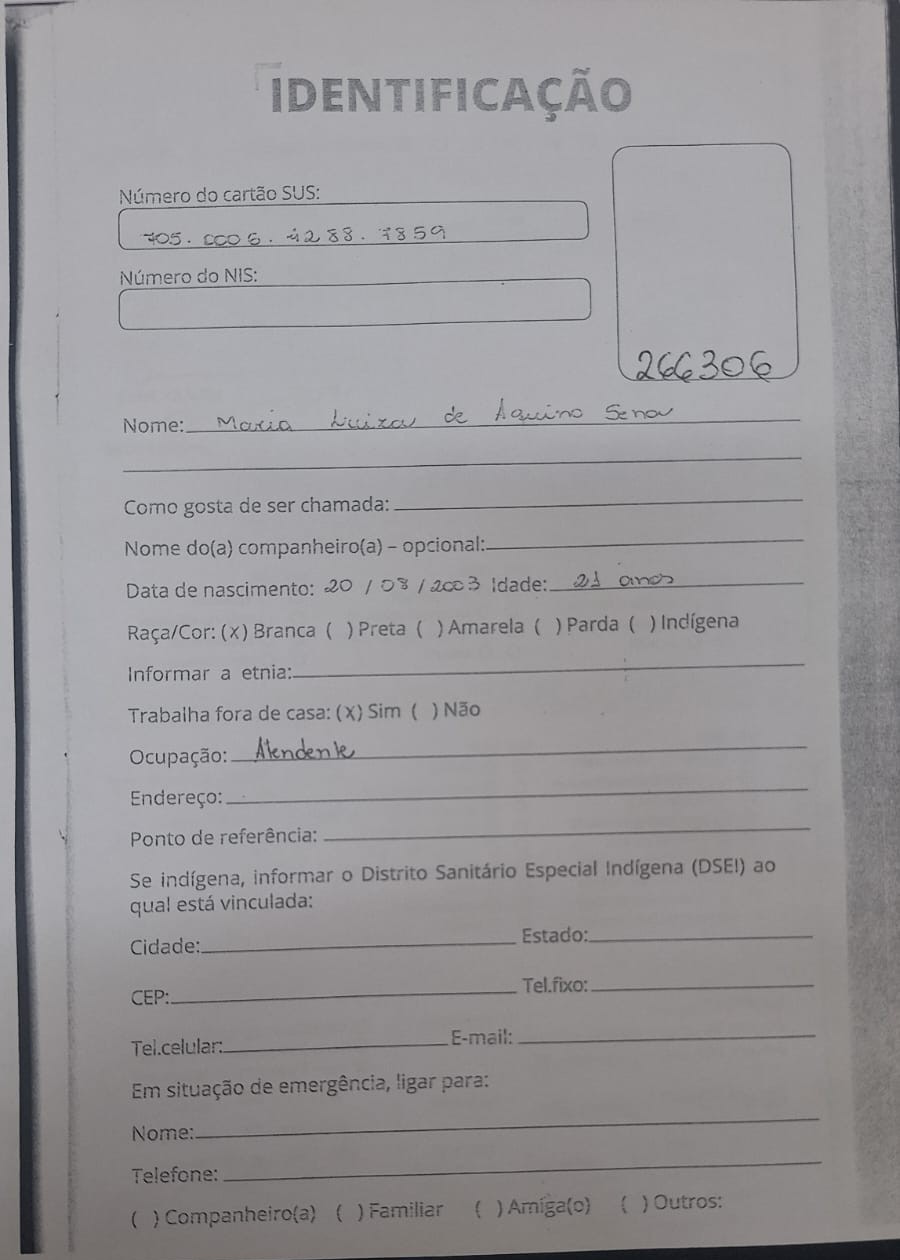 IDENTIFICAÇÃO
Número do cartão SUS:
705. 0006. 4288. 7859
Número do NIS:
266306
Nome: Maria Luiza de Aquino Sena
Como gosta de ser chamada:
Nome do(a) companheiro(a) – opcional:
Data de nascimento: 20 / 08 / 2003 Idade: 21 anos
Raça/Cor: (X) Branca ( ) Preta ( ) Amarela ( ) Parda ( ) Indígena
Informar a etnia:
Trabalha fora de casa: (X) Sim ( ) Não
Ocupação: Atendente
Endereço:
Ponto de referência:
Se indígena, informar o Distrito Sanitário Especial Indígena (DSEI) ao
qual está vinculada:
Cidade: Estado:
CEP: Tel.fixo:
Tel.celular: E-mail:
Em situação de emergência, ligar para:
Nome:
Telefone:
( ) Companheiro(a) ( ) Familiar ( ) Amiga(o) ( ) Outros: